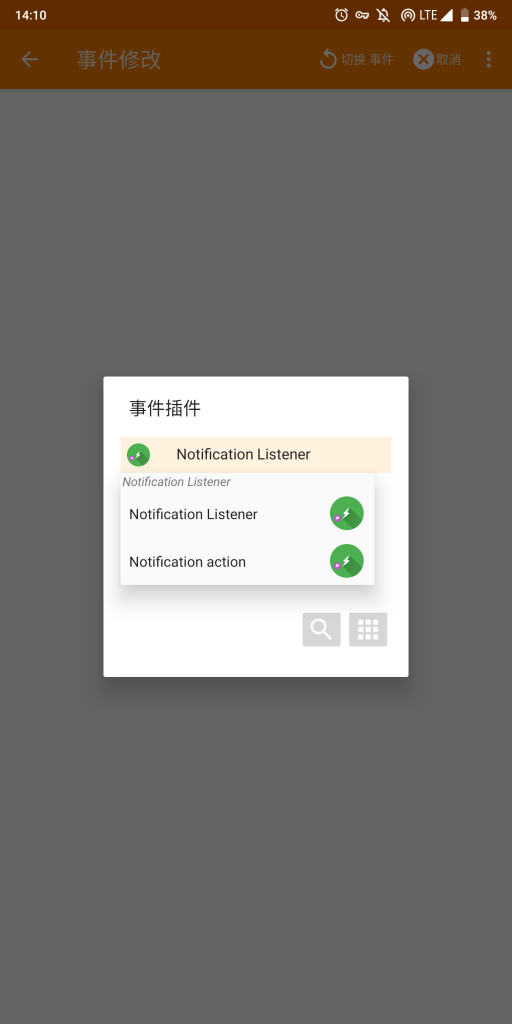 14:10
LTE
38%
事件修改
切换 事件
取消
事件插件
Notification Listener
Notification Listener
Notification Listener
Notification action